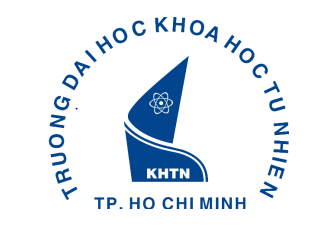 TRUONG DAI HOC KHOA HOC TU NHIEN
KHTN
TP. HO CHI MINH